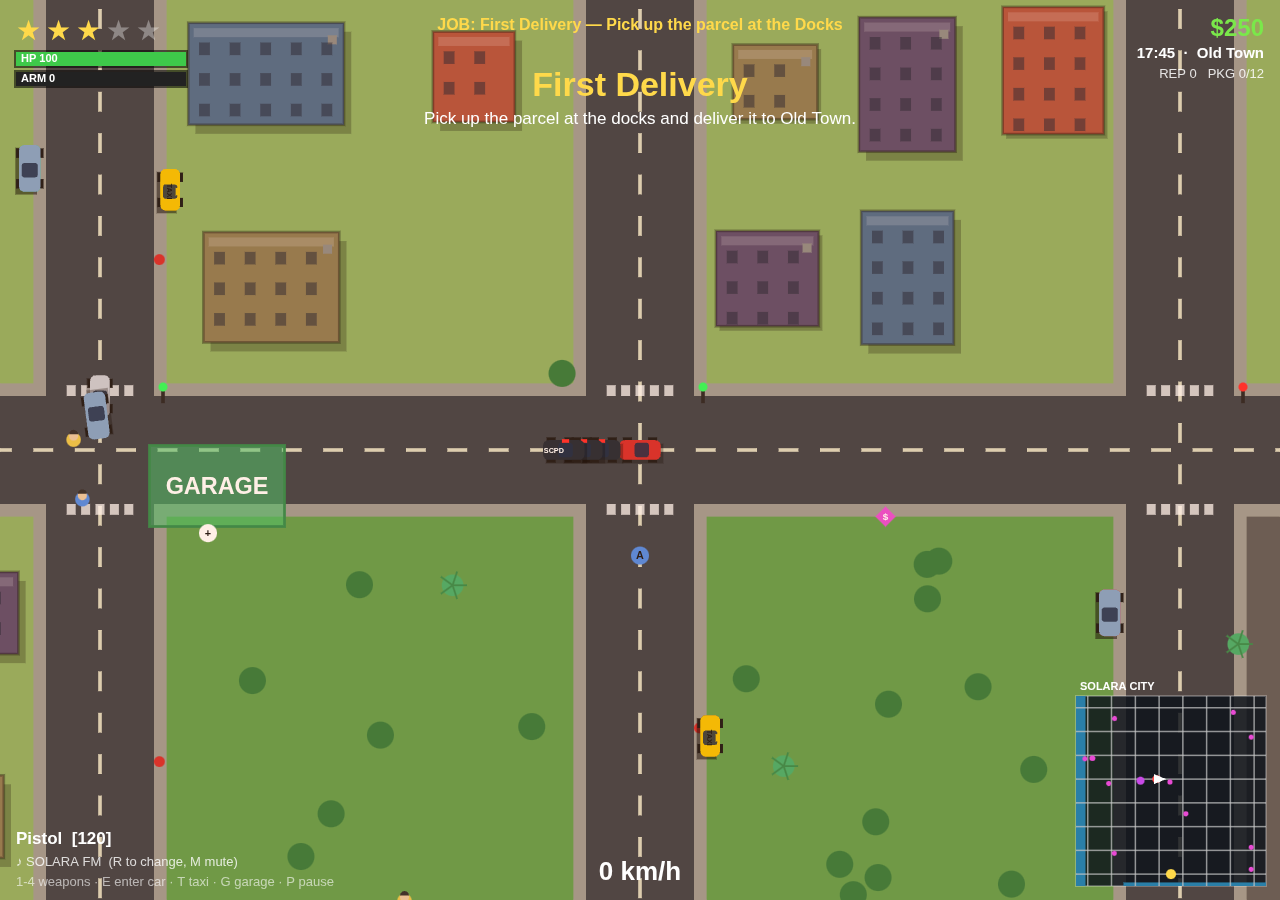 JOB: First Delivery — Pick up the parcel at the Docks
$250
HP 100
17:45 · Old Town
ARM 0
REP 0 PKG 0/12
First Delivery
Pick up the parcel at the docks and deliver it to Old Town.
TAXI
SCPD
GARAGE
+
$
A
SOLARA CITY
TAXI
Pistol [120]
♪ SOLARA FM (R to change, M mute)
1-4 weapons · E enter car · T taxi · G garage · P pause
0 km/h